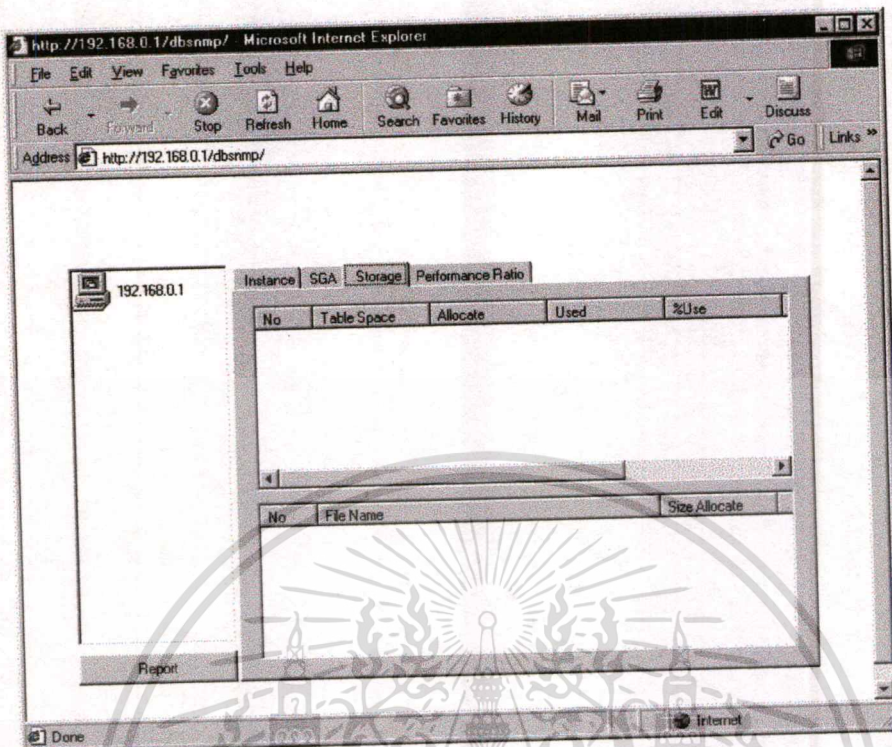 http://192.168.0.1/dbsnmp/ - Microsoft Internet Explorer
File Edit View Favorites Tools Help
Back Forward Stop Refresh Home Search Favorites History Mail Print Edit Discuss
Address http://192.168.0.1/dbsnmp/ Go Links »
192.168.0.1
Instance SGA Storage Performance Ratio
No Table Space Allocate Used %Use
No File Name Size Allocate
Report
Done Internet